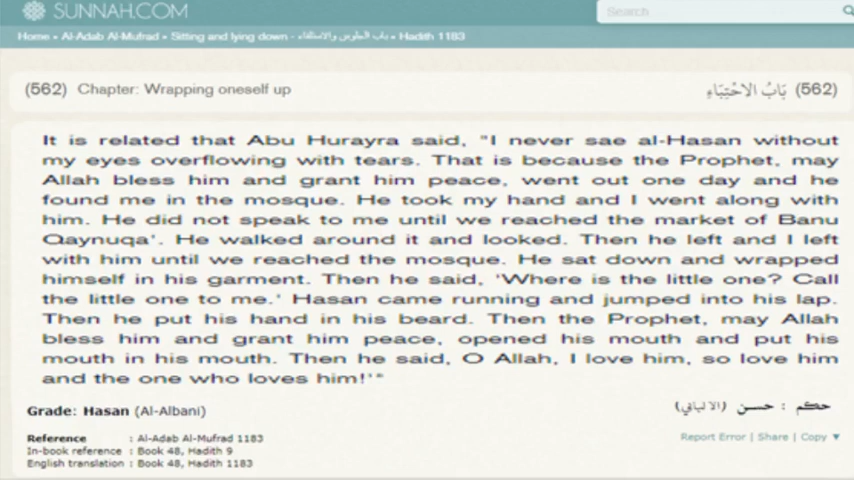 SUNNAH.COM
Search
Home » Al-Adab Al-Mufrad » Sitting and lying down - باب الجلوس والاستلقاء » Hadith 1183
(562) Chapter: Wrapping oneself up
(562) بَابُ الِاحْتِبَاءِ
It is related that Abu Hurayra said, "I never sae al-Hasan without
my eyes overflowing with tears. That is because the Prophet, may
Allah bless him and grant him peace, went out one day and he
found me in the mosque. He took my hand and I went along with
him. He did not speak to me until we reached the market of Banu
Qaynuqa'. He walked around it and looked. Then he left and I left
with him until we reached the mosque. He sat down and wrapped
himself in his garment. Then he said, 'Where is the little one? Call
the little one to me.' Hasan came running and jumped into his lap.
Then he put his hand in his beard. Then the Prophet, may Allah
bless him and grant him peace, opened his mouth and put his
mouth in his mouth. Then he said, O Allah, I love him, so love him
and the one who loves him!'"
Grade: Hasan (Al-Albani)
حكم : حسن (الألباني)
Reference : Al-Adab Al-Mufrad 1183
In-book reference : Book 48, Hadith 9
English translation : Book 48, Hadith 1183
Report Error | Share | Copy ▼